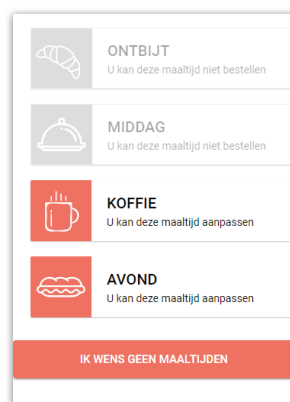 ONTBIJT
U kan deze maaltijd niet bestellen
MIDDAG
U kan deze maaltijd niet bestellen
KOFFIE
U kan deze maaltijd aanpassen
AVOND
U kan deze maaltijd aanpassen
IK WENS GEEN MAALTIJDEN